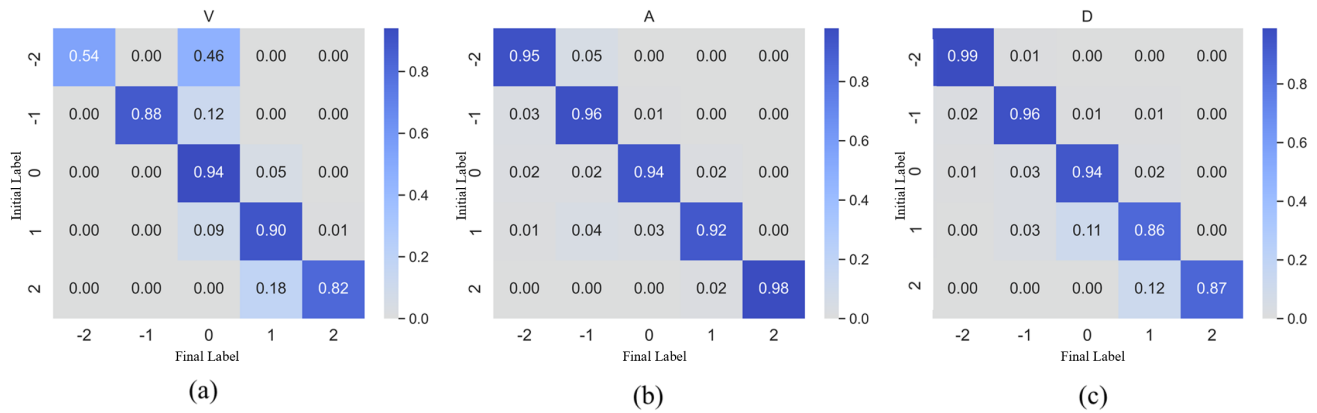 V
-2 0.54 0.00 0.46 0.00 0.00
-1 0.00 0.88 0.12 0.00 0.00
0 0.00 0.00 0.94 0.05 0.00
1 0.00 0.00 0.09 0.90 0.01
2 0.00 0.00 0.00 0.18 0.82
-2 -1 0 1 2
Initial Label
Final Label
0.8
0.6
0.4
0.2
0.0
(a)
A
-2 0.95 0.05 0.00 0.00 0.00
-1 0.03 0.96 0.01 0.00 0.00
0 0.02 0.02 0.94 0.02 0.00
1 0.01 0.04 0.03 0.92 0.00
2 0.00 0.00 0.00 0.02 0.98
-2 -1 0 1 2
Initial Label
Final Label
0.8
0.6
0.4
0.2
0.0
(b)
D
-2 0.99 0.01 0.00 0.00 0.00
-1 0.02 0.96 0.01 0.01 0.00
0 0.01 0.03 0.94 0.02 0.00
1 0.00 0.03 0.11 0.86 0.00
2 0.00 0.00 0.00 0.12 0.87
-2 -1 0 1 2
Initial Label
Final Label
0.8
0.6
0.4
0.2
0.0
(c)